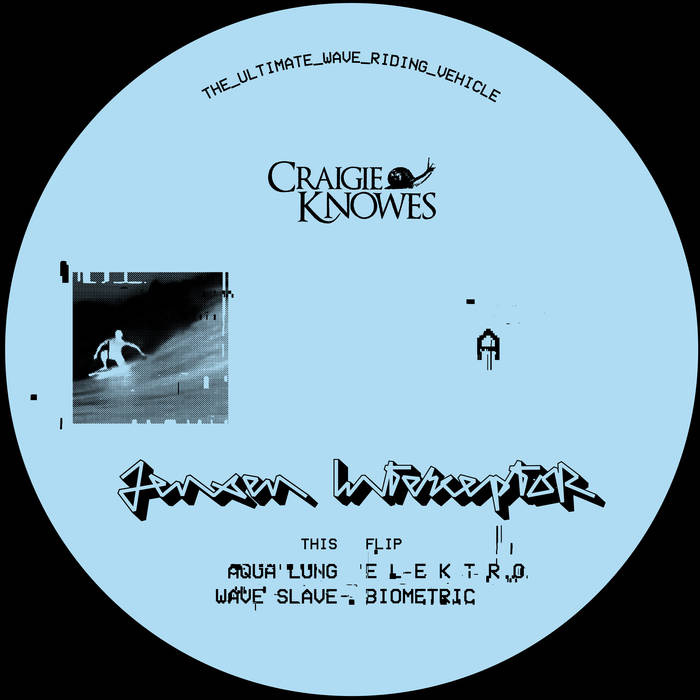 THE_ULTIMATE_WAVE_RIDING_VEHICLE
CRAIGIE
KNOWES
A
Jensen Interceptor
THIS FLIP
AQUA LUNG E L-E K T-R.O.
WAVE SLAVE- BIOMETRIC